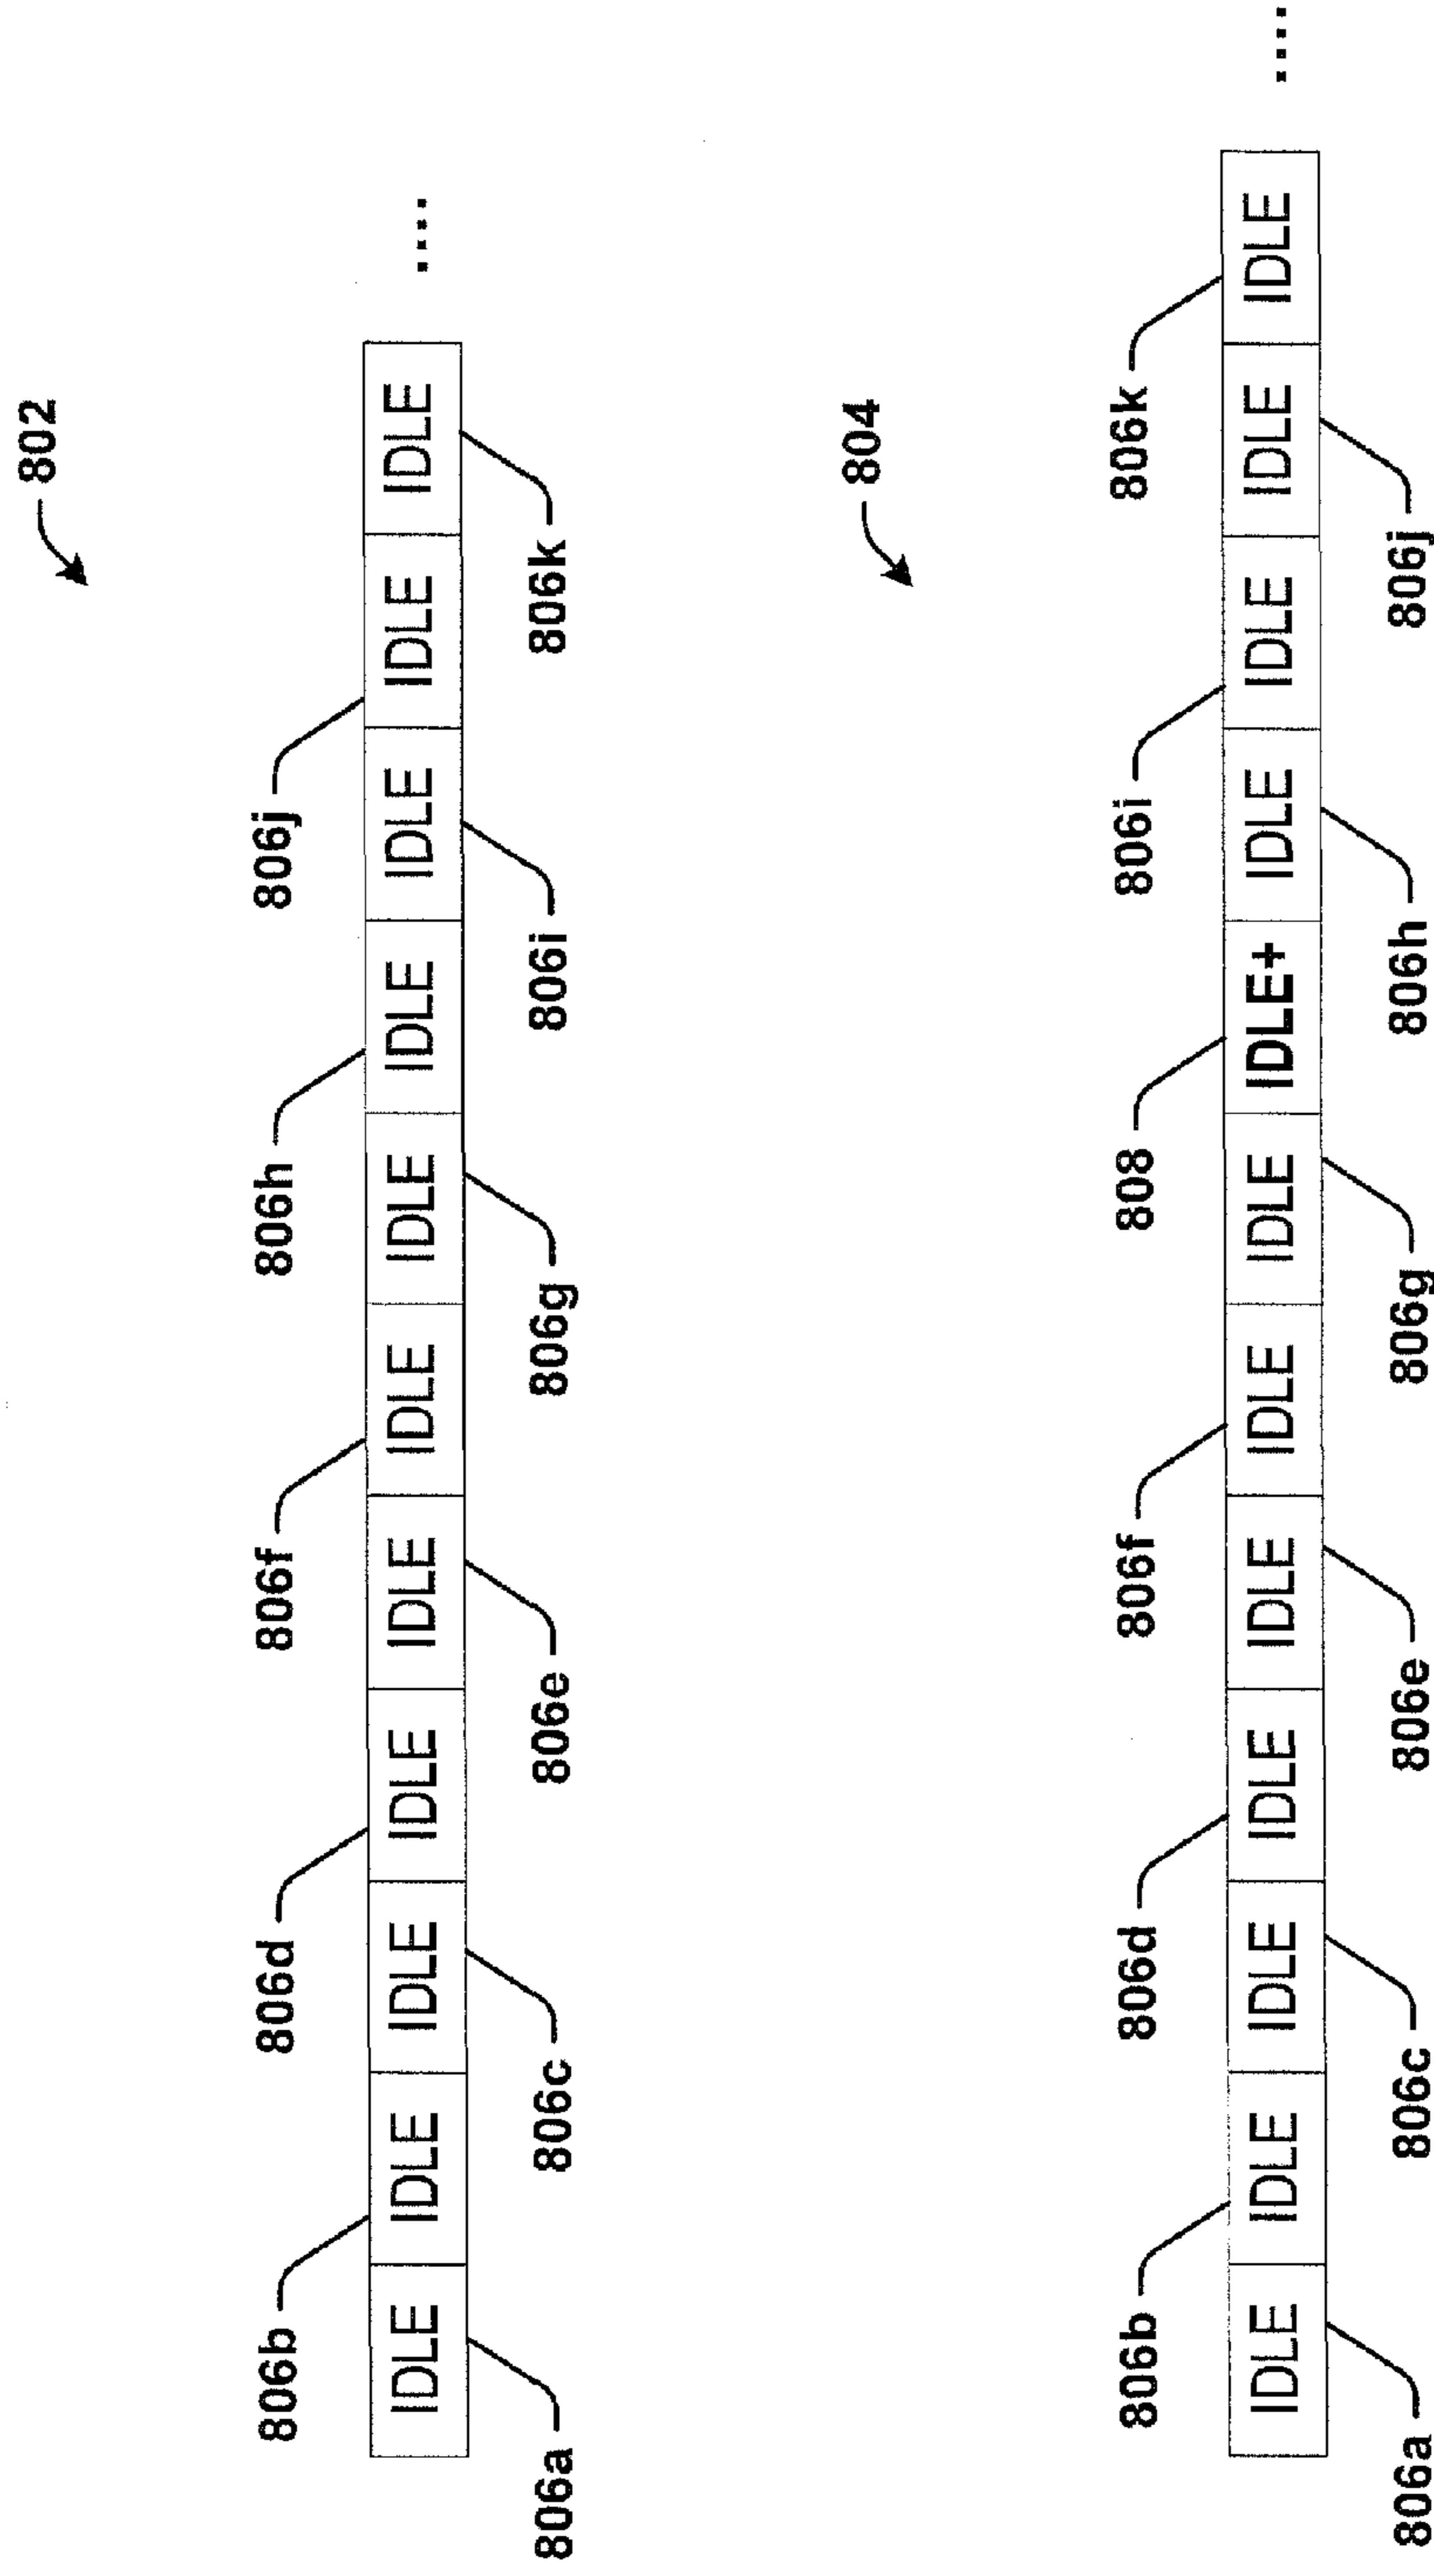 802
806b 806d 806f 806h 806j
IDLE IDLE IDLE IDLE IDLE IDLE IDLE IDLE IDLE IDLE IDLE ....
806a 806c 806e 806g 806i 806k
804
806b 806d 806f 808 806i 806k
IDLE IDLE IDLE IDLE IDLE IDLE IDLE IDLE+ IDLE IDLE IDLE IDLE ....
806a 806c 806e 806g 806h 806j